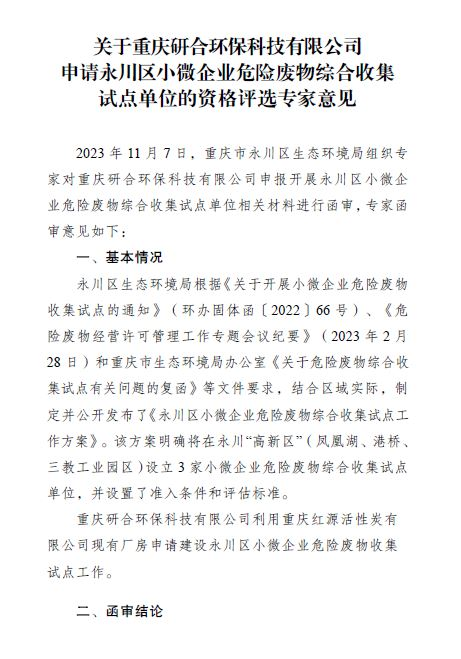 关于重庆研合环保科技有限公司
申请永川区小微企业危险废物综合收集
试点单位的资格评选专家意见
2023 年 11 月 7 日，重庆市永川区生态环境局组织专
家对重庆研合环保科技有限公司申报开展永川区小微企
业危险废物综合收集试点单位相关材料进行函审，专家函
审意见如下：
一、基本情况
永川区生态环境局根据《关于开展小微企业危险废物
收集试点的通知》（环办固体函〔2022〕66 号）、《危
险废物经营许可管理工作专题会议纪要》（2023 年 2 月
28 日）和重庆市生态环境局办公室《关于危险废物综合收
集试点有关问题的复函》等文件要求，结合区域实际，制
定并公开发布了《永川区小微企业危险废物综合收集试点工
作方案》。该方案明确将在永川“高新区”（凤凰湖、港桥、
三教工业园区）设立 3 家小微企业危险废物综合收集试点
单位，并设置了准入条件和评估标准。
重庆研合环保科技有限公司利用重庆红源活性炭有
限公司现有厂房申请建设永川区小微企业危险废物收集
试点工作。
二、函审结论